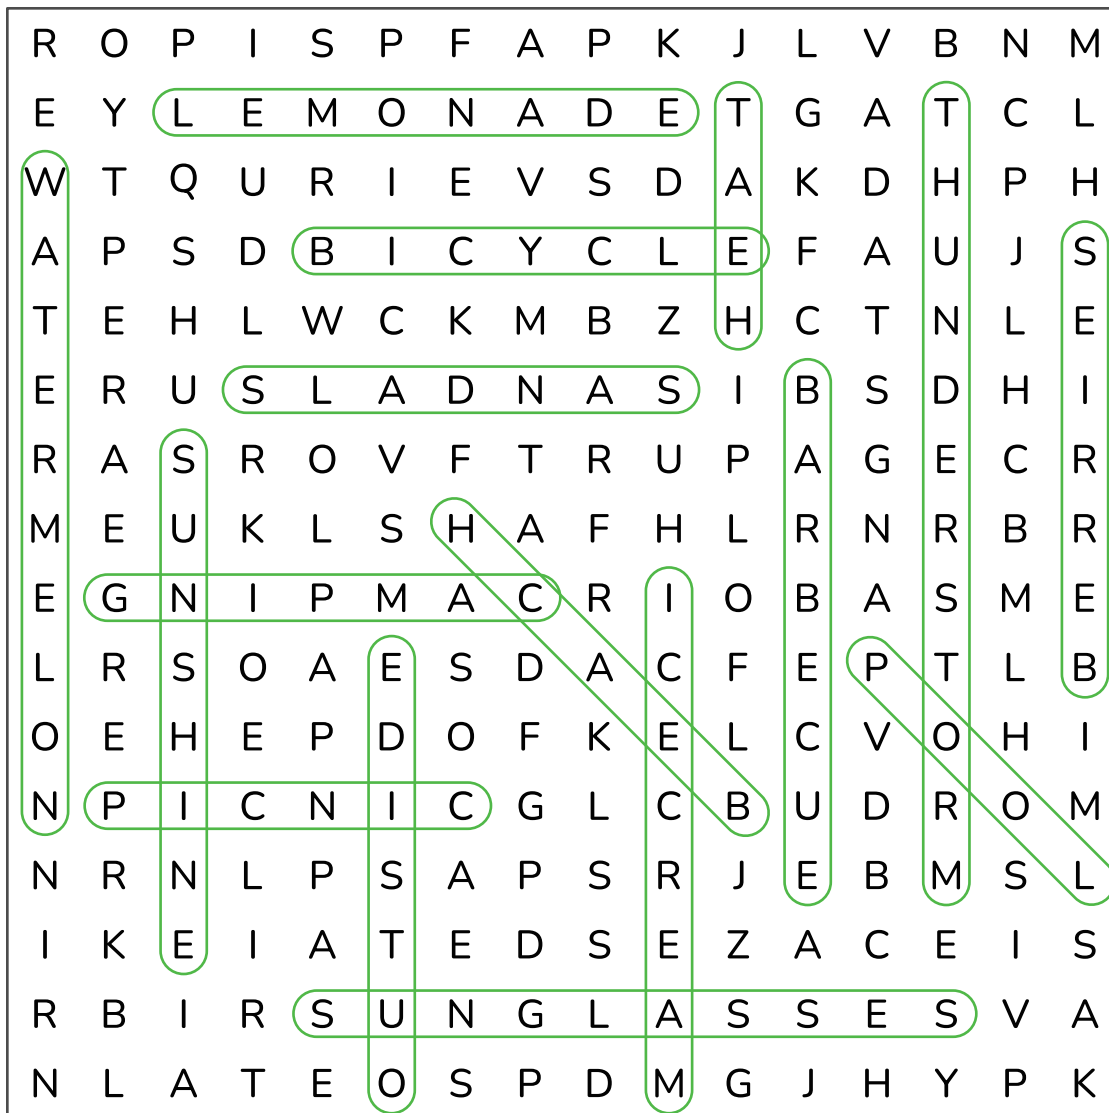 R O P I S P F A P K J L V B N M
E Y L E M O N A D E T G A T C L
W T Q U R I E V S D A K D H P H
A P S D B I C Y C L E F A U J S
T E H L W C K M B Z H C T N L E
E R U S L A D N A S I B S D H I
R A S R O V F T R U P A G E C R
M E U K L S H A F H L R N R B R
E G N I P M A C R I O B A S M E
L R S O A E S D A C F E P T L B
O E H E P D O F K E L C V O H I
N P I C N I C G L C B U D R O M
N R N L P S A P S R J E B M S L
I K E I A T E D S E Z A C E I S
R B I R S U N G L A S S E S V A
N L A T E O S P D M G J H Y P K